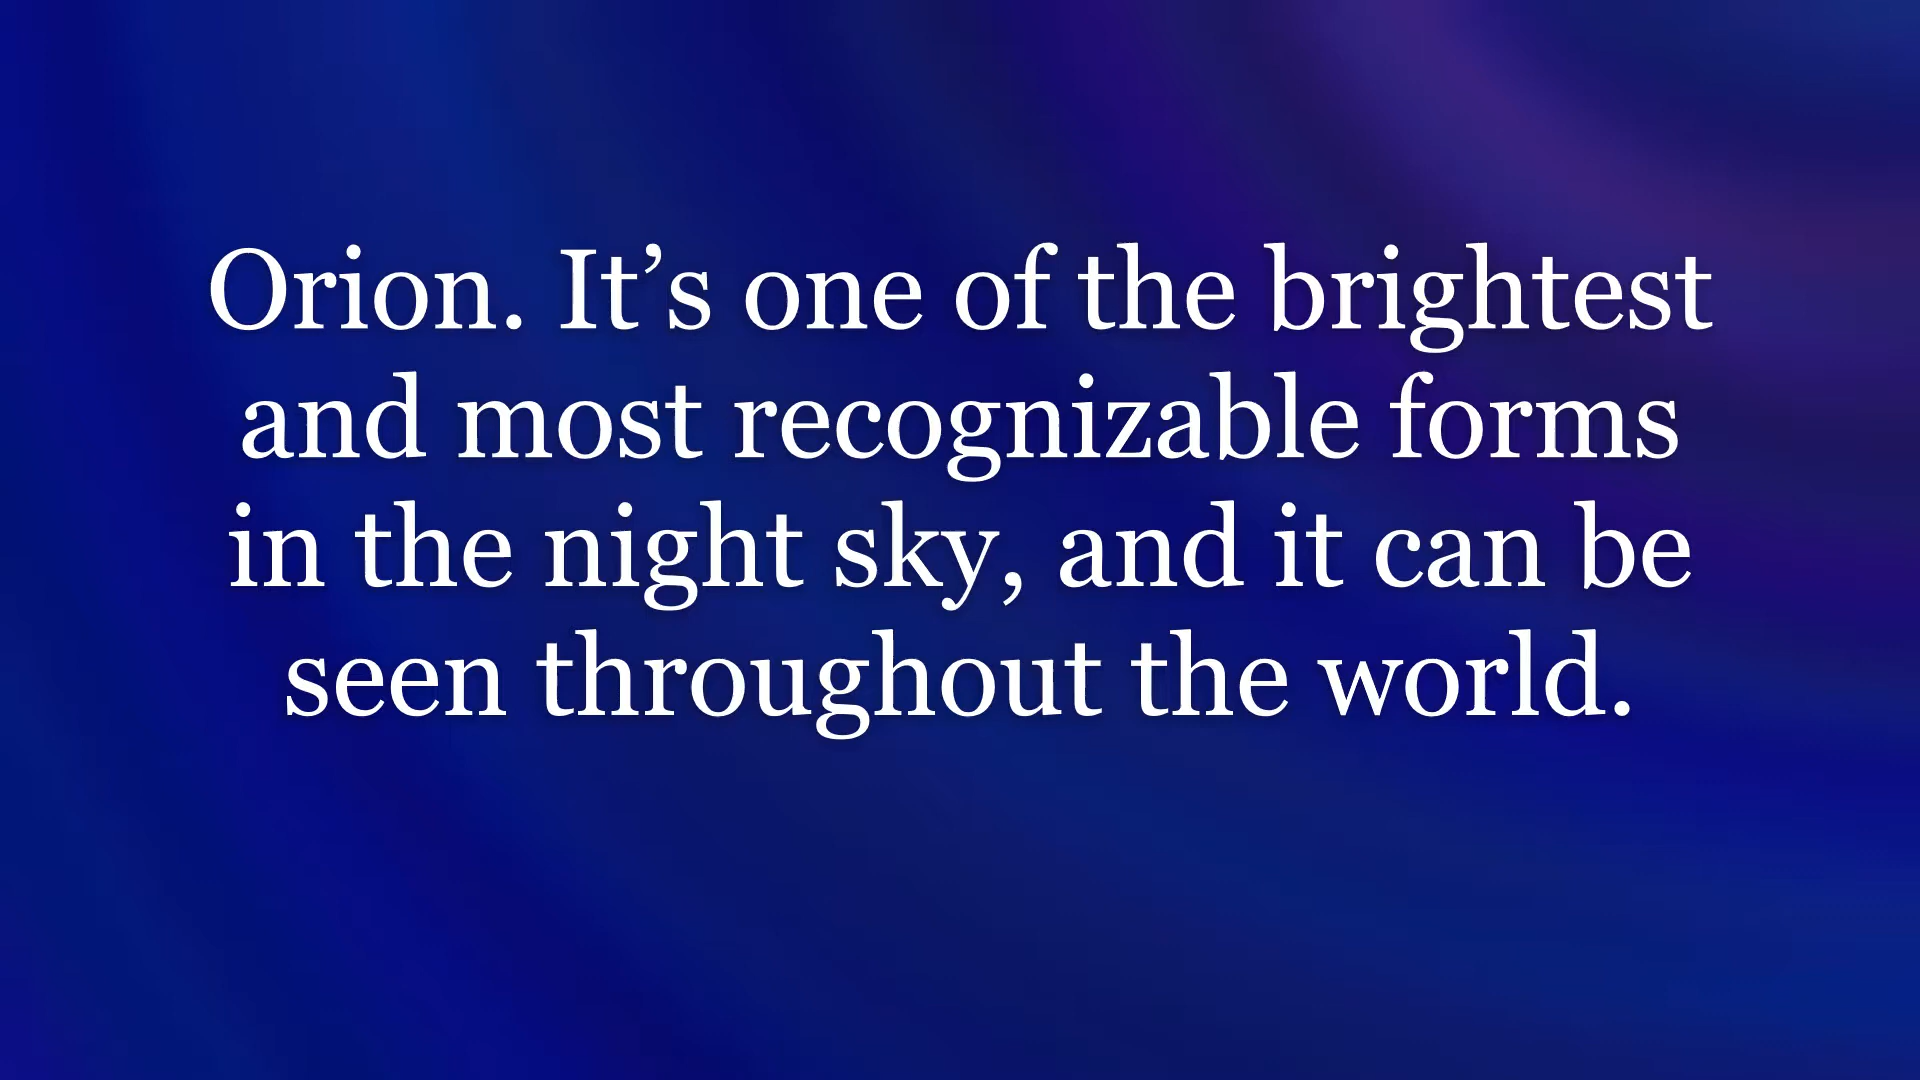 Orion. It’s one of the brightest
and most recognizable forms
in the night sky, and it can be
seen throughout the world.